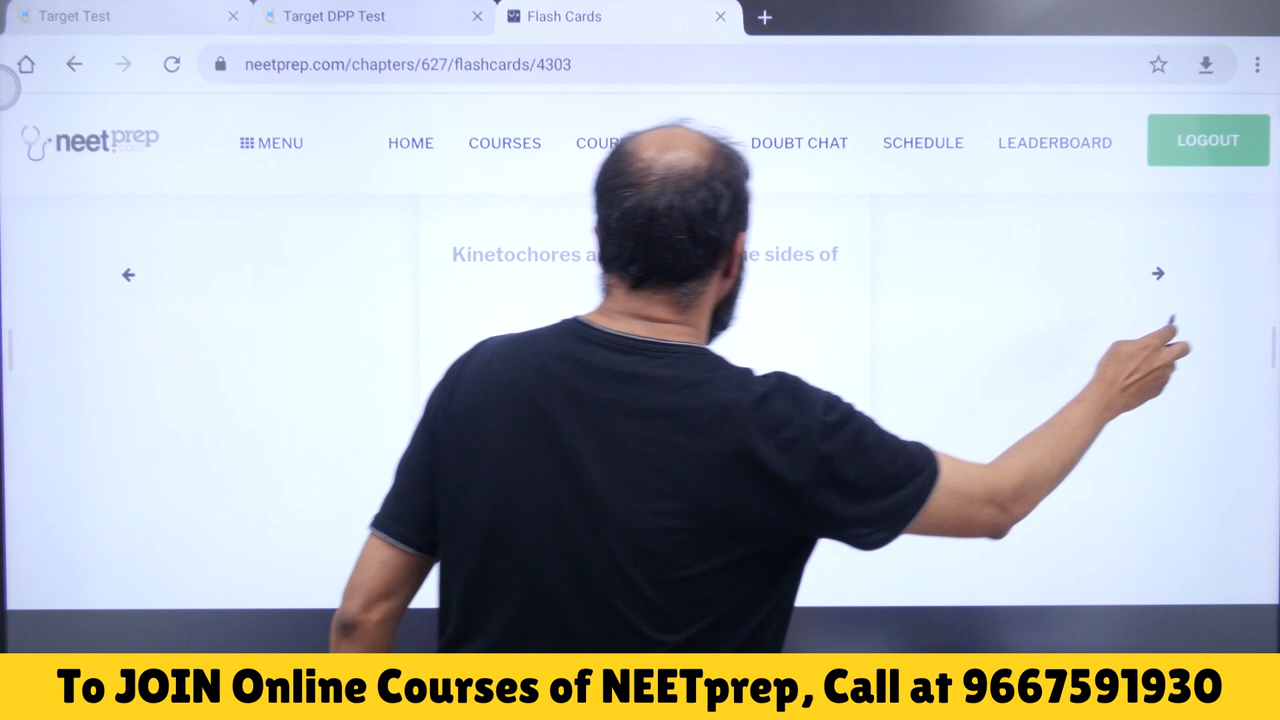 Target Test
Target DPP Test
Flash Cards
neetprep.com/chapters/627/flashcards/4303
neetprep
MENU
HOME
COURSES
DOUBT CHAT
SCHEDULE
LEADERBOARD
LOGOUT
Kinetochores sides of
To JOIN Online Courses of NEETprep, Call at 9667591930